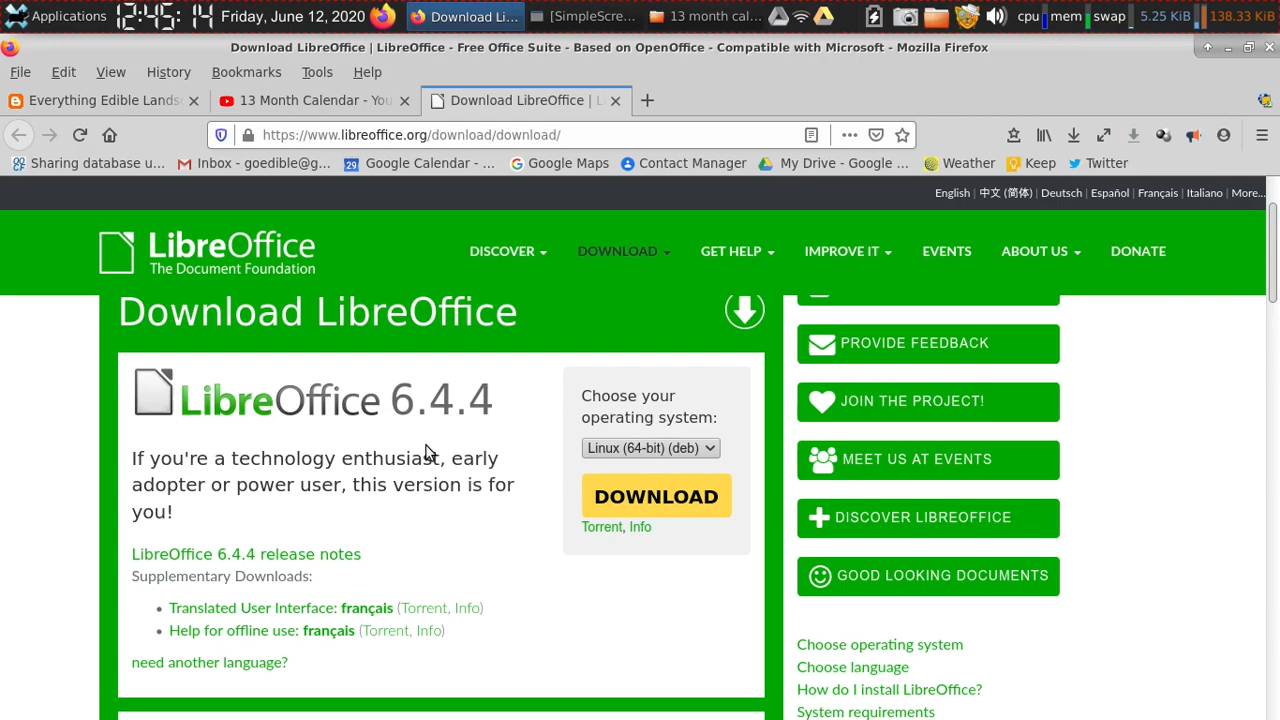 Applications 12:45:14 Friday, June 12, 2020 Download Li... [SimpleScre... 13 month cal... cpu mem swap 5.25 KiB 138.33 KiB
Download LibreOffice | LibreOffice - Free Office Suite - Based on OpenOffice - Compatible with Microsoft - Mozilla Firefox
File Edit View History Bookmarks Tools Help
Everything Edible Lands 13 Month Calendar - You Download LibreOffice | L
https://www.libreoffice.org/download/download/
Sharing database u... Inbox - goedible@g... 29 Google Calendar - ... Google Maps Contact Manager My Drive - Google ... Weather Keep Twitter
English | 中文 (简体) | Deutsch | Español | Français | Italiano | More...
LibreOffice
The Document Foundation
DISCOVER DOWNLOAD GET HELP IMPROVE IT EVENTS ABOUT US DONATE
Download LibreOffice
LibreOffice 6.4.4
If you're a technology enthusiast, early
adopter or power user, this version is for
you!
LibreOffice 6.4.4 release notes
Supplementary Downloads:
• Translated User Interface: français (Torrent, Info)
• Help for offline use: français (Torrent, Info)
need another language?
Choose your
operating system:
Linux (64-bit) (deb)
DOWNLOAD
Torrent, Info
PROVIDE FEEDBACK
JOIN THE PROJECT!
MEET US AT EVENTS
DISCOVER LIBREOFFICE
GOOD LOOKING DOCUMENTS
Choose operating system
Choose language
How do I install LibreOffice?
System requirements